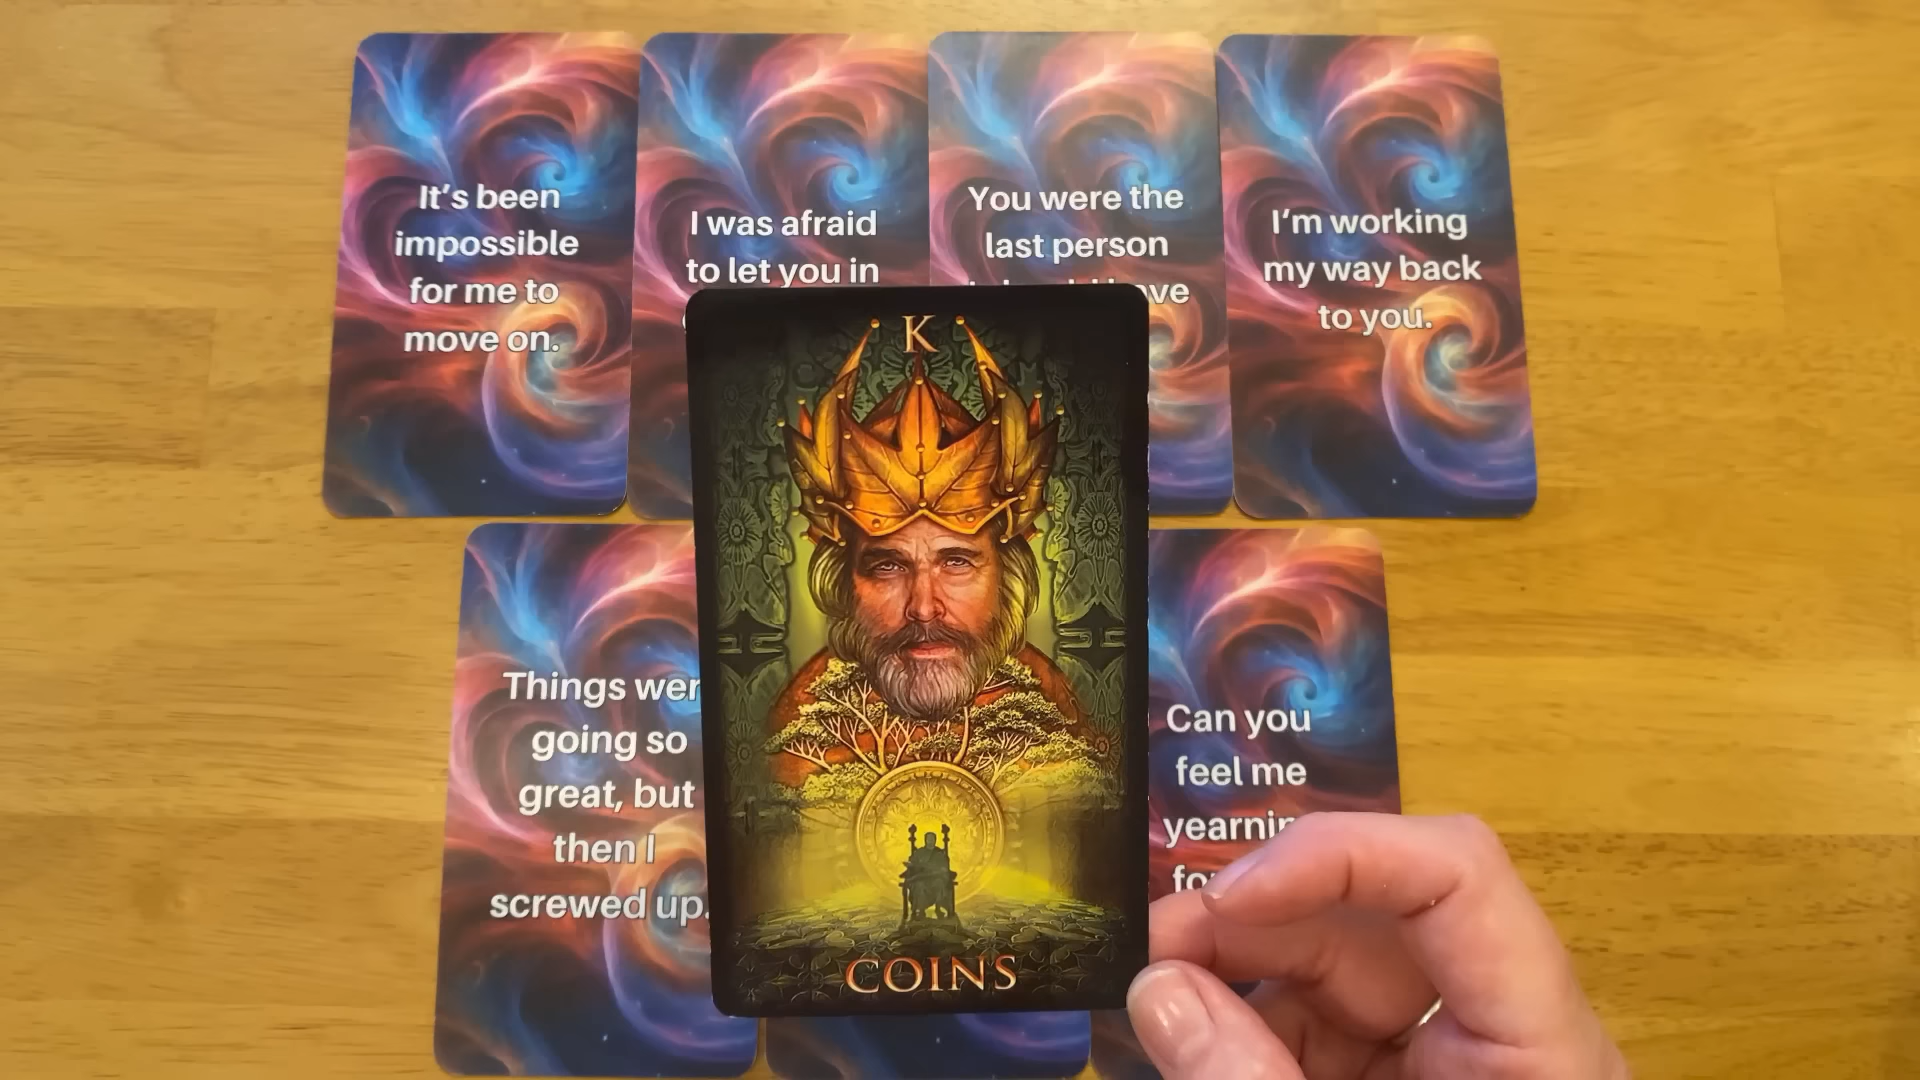 It's been
impossible
for me to
move on.
I was afraid
to let you in
You were the
last person
I'm working
my way back
to you.
K
COINS
Things wer
going so
great, but
then I
screwed up.
Can you
feel me